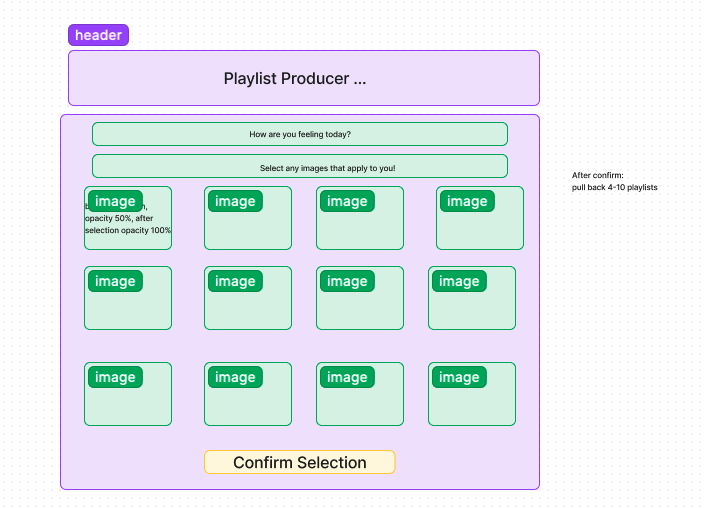 header
Playlist Producer ...
How are you feeling today?
Select any images that apply to you!
After confirm:
pull back 4-10 playlists
image
image
image
image
opacity 50%, after
selection opacity 100%
image
image
image
image
image
image
image
image
Confirm Selection